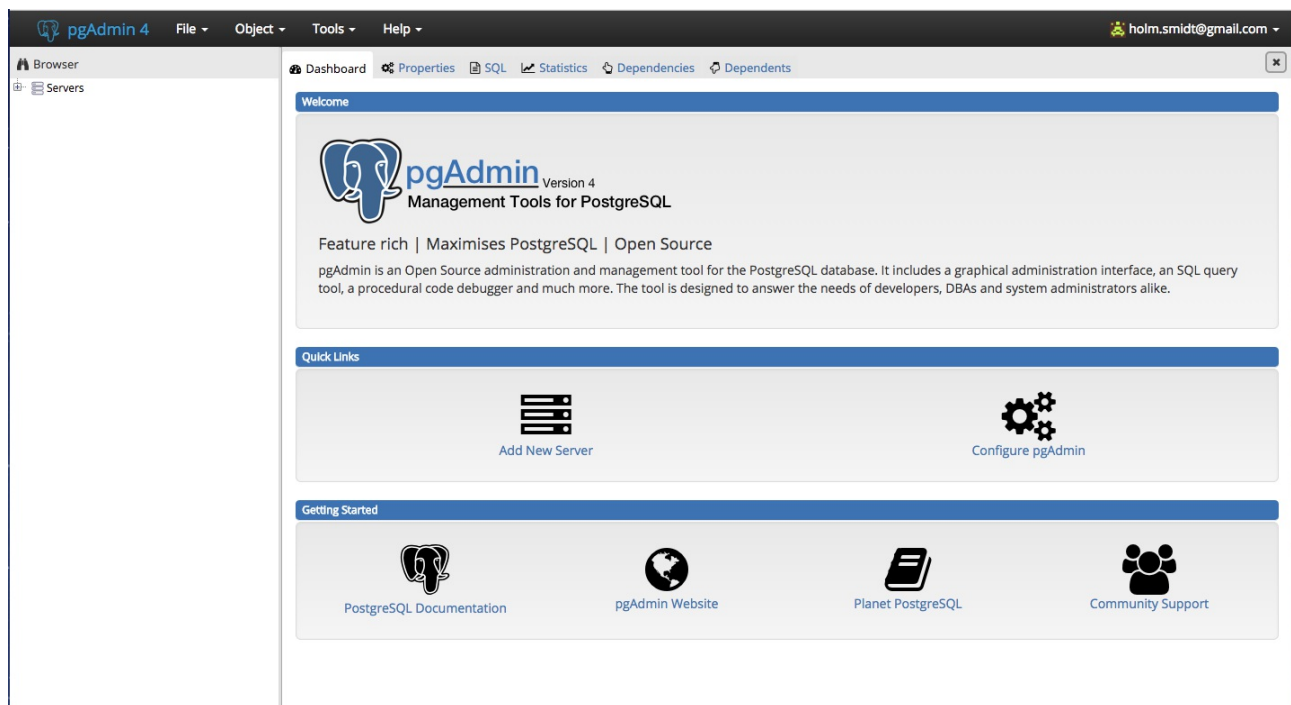 pgAdmin 4 File Object Tools Help holm.smidt@gmail.com
Browser
Servers
Dashboard Properties SQL Statistics Dependencies Dependents
Welcome
pgAdmin Version 4
Management Tools for PostgreSQL
Feature rich | Maximises PostgreSQL | Open Source
pgAdmin is an Open Source administration and management tool for the PostgreSQL database. It includes a graphical administration interface, an SQL query
tool, a procedural code debugger and much more. The tool is designed to answer the needs of developers, DBAs and system administrators alike.
Quick Links
Add New Server
Configure pgAdmin
Getting Started
PostgreSQL Documentation
pgAdmin Website
Planet PostgreSQL
Community Support